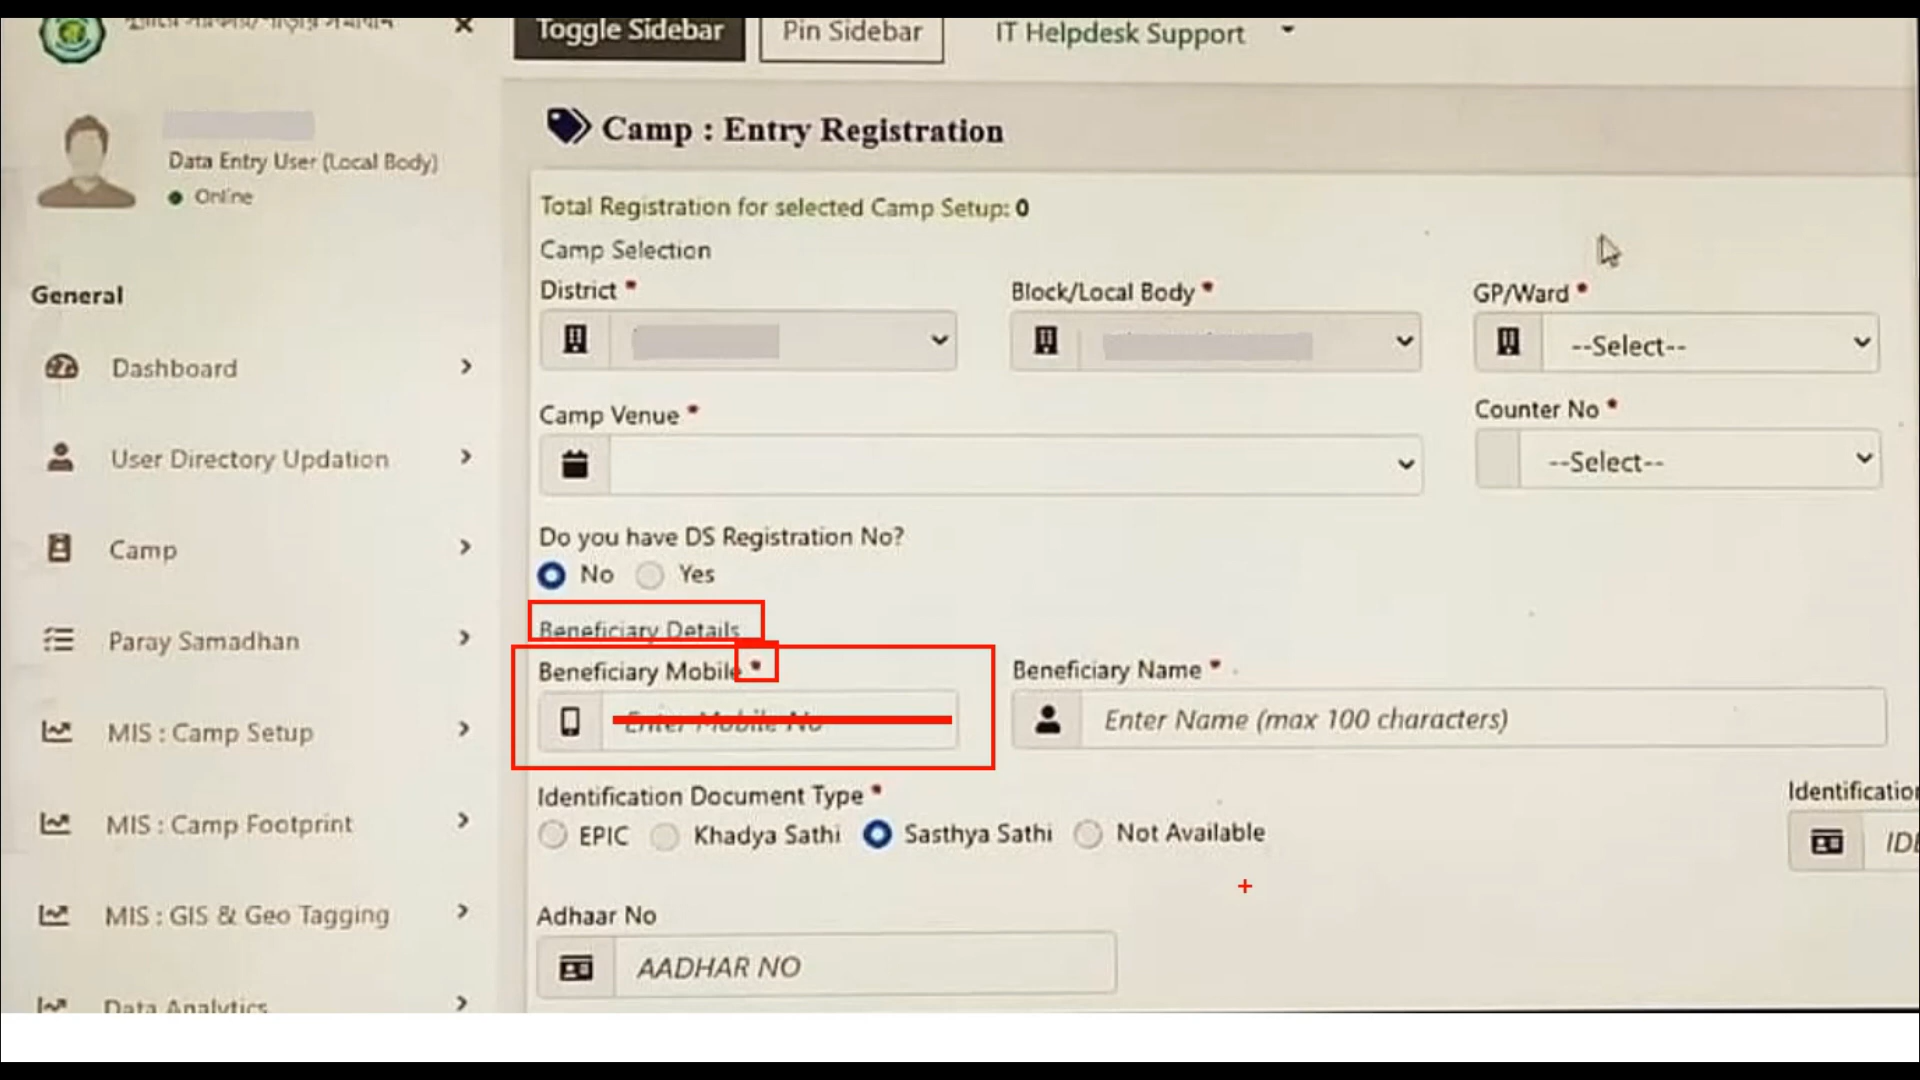 Toggle Sidebar
Pin Sidebar
IT Helpdesk Support
Data Entry User (Local Body)
Online
General
Dashboard
User Directory Updation
Camp
Paray Samadhan
MIS : Camp Setup
MIS : Camp Footprint
MIS : GIS & Geo Tagging
Data Analytics
Camp : Entry Registration
Total Registration for selected Camp Setup: 0
Camp Selection
District *
Block/Local Body *
GP/Ward *
--Select--
Camp Venue *
Counter No *
--Select--
Do you have DS Registration No?
No Yes
Beneficiary Details
Beneficiary Mobile *
Beneficiary Name *
Enter Mobile No
Enter Name (max 100 characters)
Identification Document Type *
Identification
EPIC Khadya Sathi Sasthya Sathi Not Available
Adhaar No
AADHAR NO